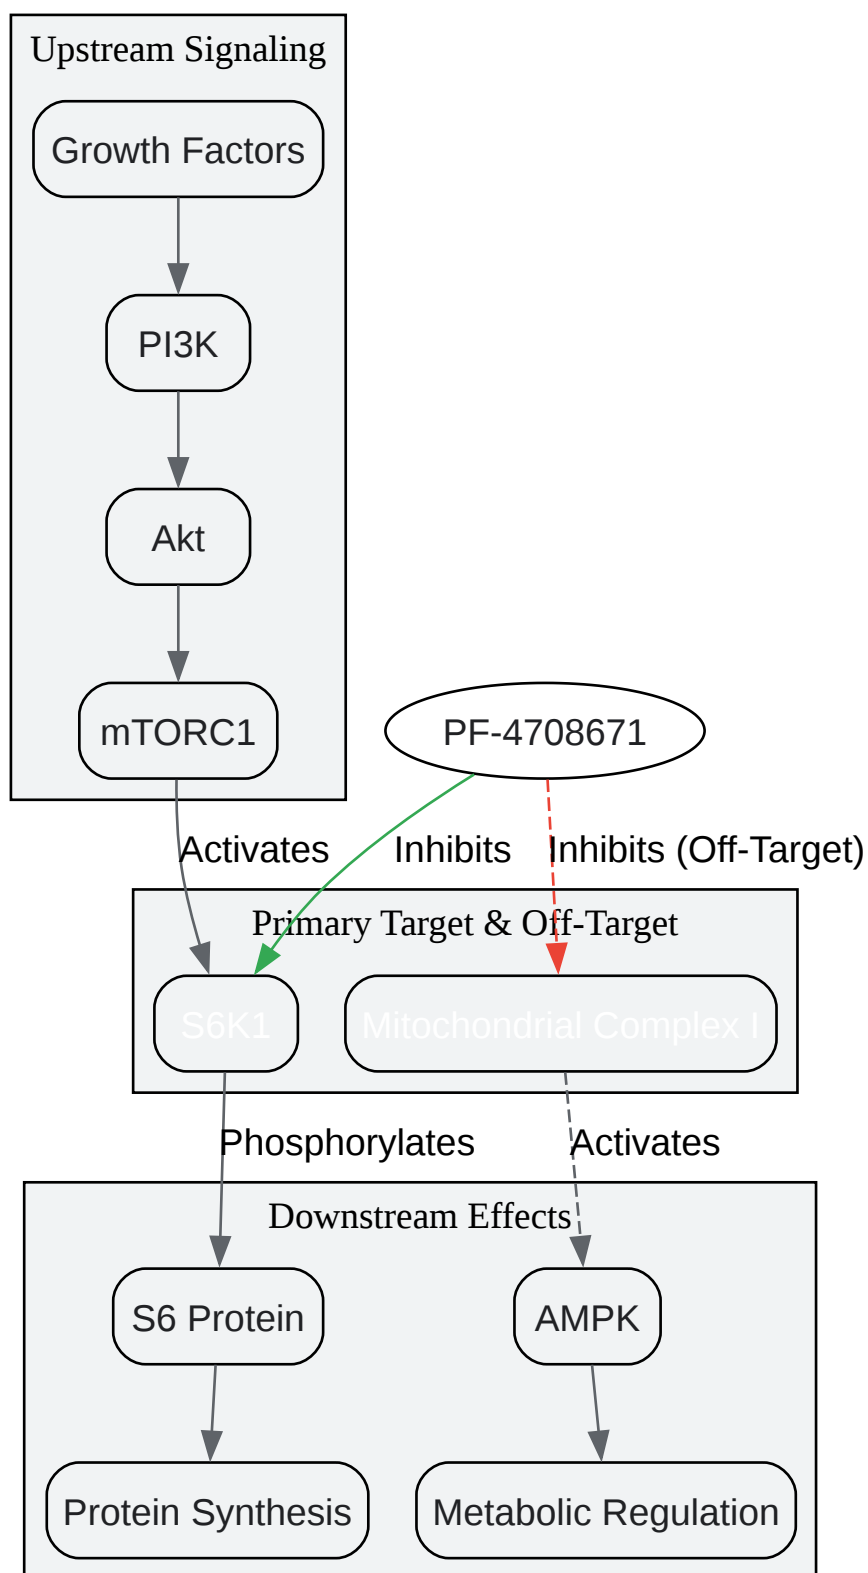 Upstream Signaling
Growth Factors
PI3K
Akt
mTORC1
PF-4708671
Activates
Inhibits
Inhibits (Off-Target)
Primary Target & Off-Target
S6K1
Mitochondrial Complex I
Phosphorylates
Activates
Downstream Effects
S6 Protein
AMPK
Protein Synthesis
Metabolic Regulation